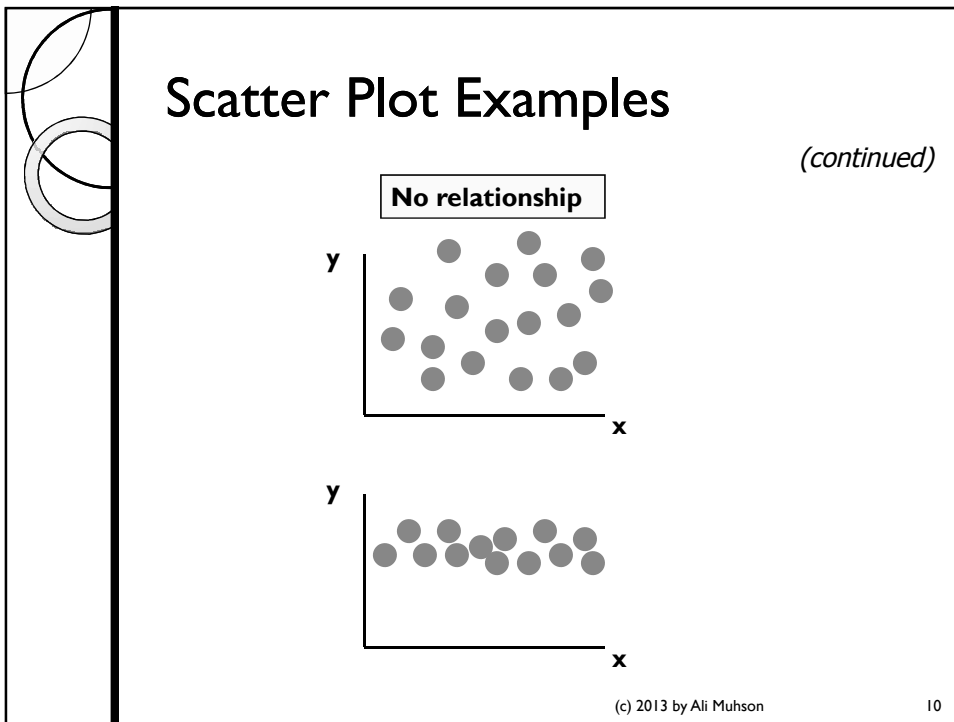 Scatter Plot Examples
(continued)
No relationship
y
x
y
x
(c) 2013 by Ali Muhson
10